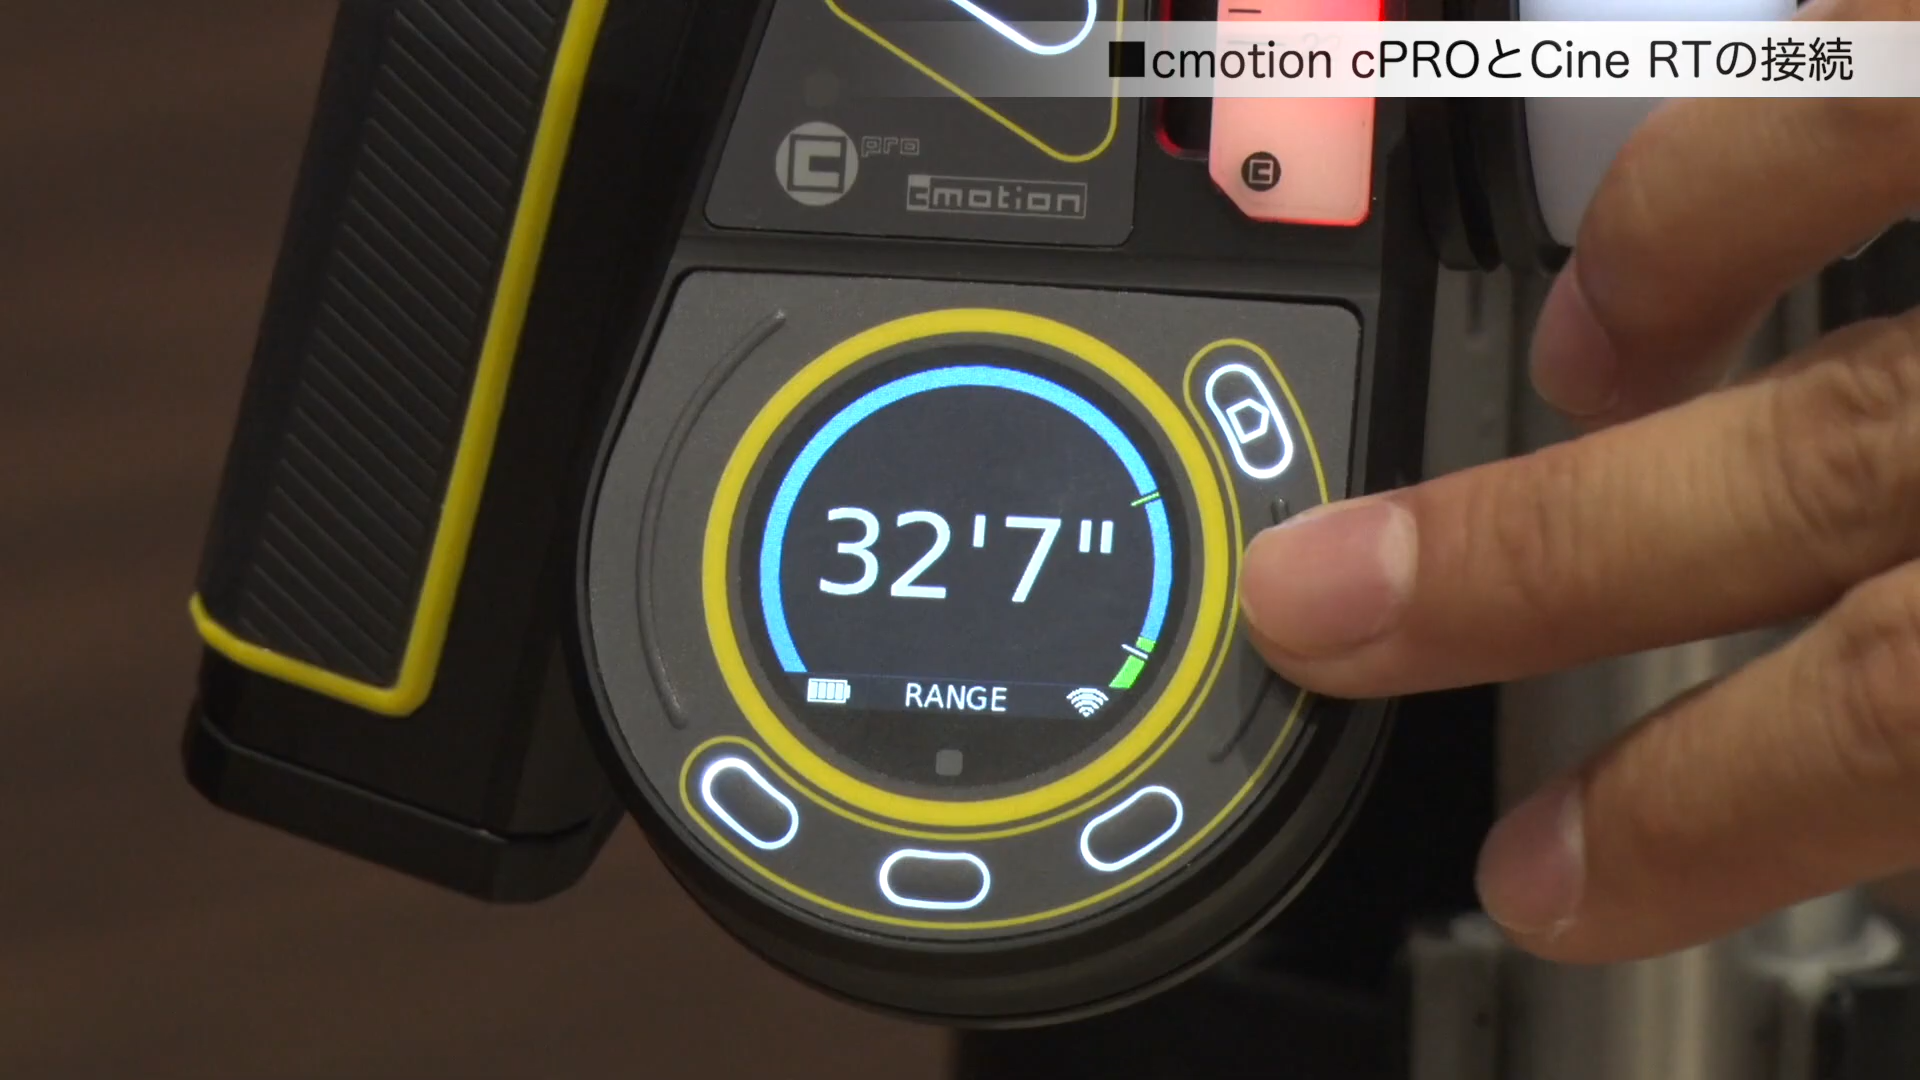 ■cmotion cPROとCine RTの接続
pro
cmotion
32'7"
RANGE